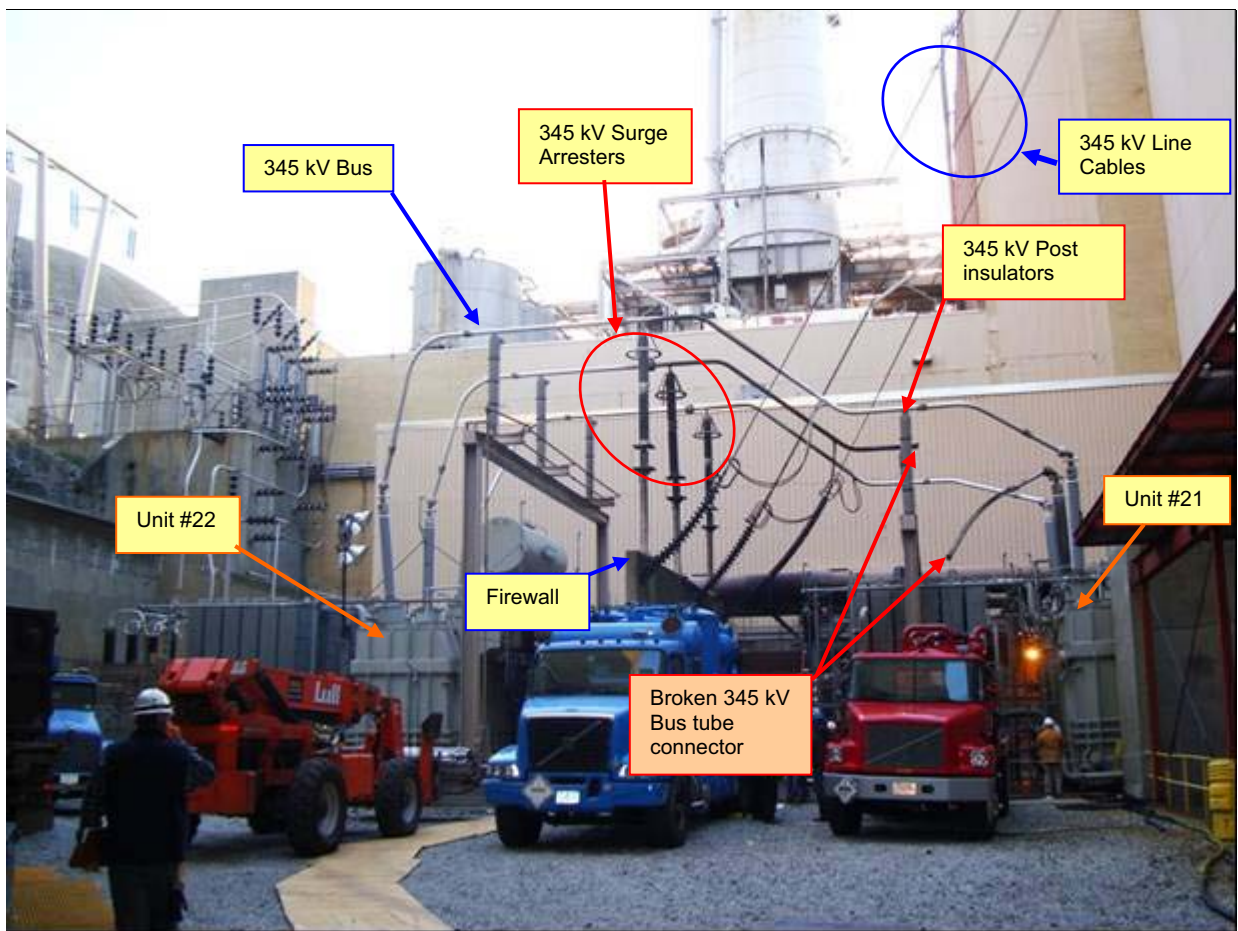 345 kV Surge
Arresters
345 kV Bus
345 kV Line
Cables
345 kV Post
insulators
Unit #22
Unit #21
Firewall
Lull
Broken 345 kV
Bus tube
connector